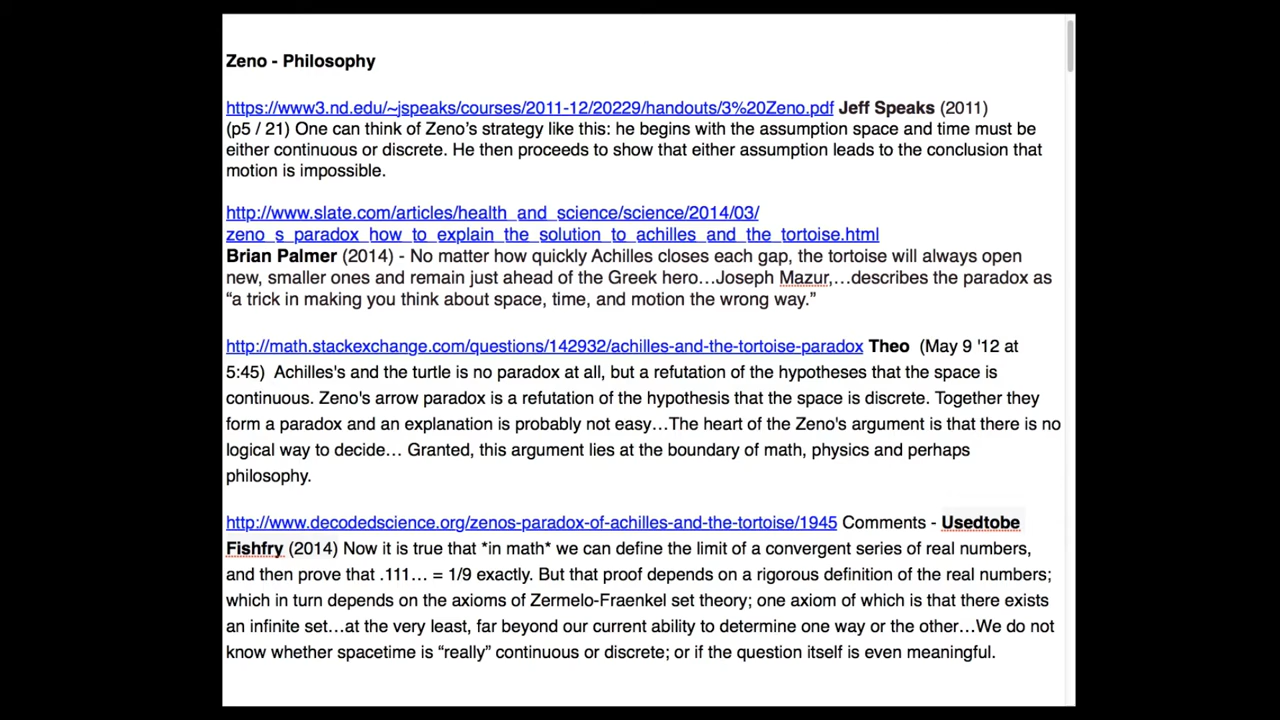 Zeno - Philosophy
https://www3.nd.edu/~jspeaks/courses/2011-12/20229/handouts/3%20Zeno.pdf Jeff Speaks (2011)
(p5 / 21) One can think of Zeno’s strategy like this: he begins with the assumption space and time must be
either continuous or discrete. He then proceeds to show that either assumption leads to the conclusion that
motion is impossible.
http://www.slate.com/articles/health_and_science/science/2014/03/
zeno_s_paradox_how_to_explain_the_solution_to_achilles_and_the_tortoise.html
Brian Palmer (2014) - No matter how quickly Achilles closes each gap, the tortoise will always open
new, smaller ones and remain just ahead of the Greek hero…Joseph Mazur,…describes the paradox as
“a trick in making you think about space, time, and motion the wrong way.”
http://math.stackexchange.com/questions/142932/achilles-and-the-tortoise-paradox Theo (May 9 '12 at
5:45) Achilles's and the turtle is no paradox at all, but a refutation of the hypotheses that the space is
continuous. Zeno's arrow paradox is a refutation of the hypothesis that the space is discrete. Together they
form a paradox and an explanation is probably not easy…The heart of the Zeno's argument is that there is no
logical way to decide… Granted, this argument lies at the boundary of math, physics and perhaps
philosophy.
http://www.decodedscience.org/zenos-paradox-of-achilles-and-the-tortoise/1945 Comments - Usedtobe
Fishfry (2014) Now it is true that *in math* we can define the limit of a convergent series of real numbers,
and then prove that .111… = 1/9 exactly. But that proof depends on a rigorous definition of the real numbers;
which in turn depends on the axioms of Zermelo-Fraenkel set theory; one axiom of which is that there exists
an infinite set…at the very least, far beyond our current ability to determine one way or the other…We do not
know whether spacetime is “really” continuous or discrete; or if the question itself is even meaningful.